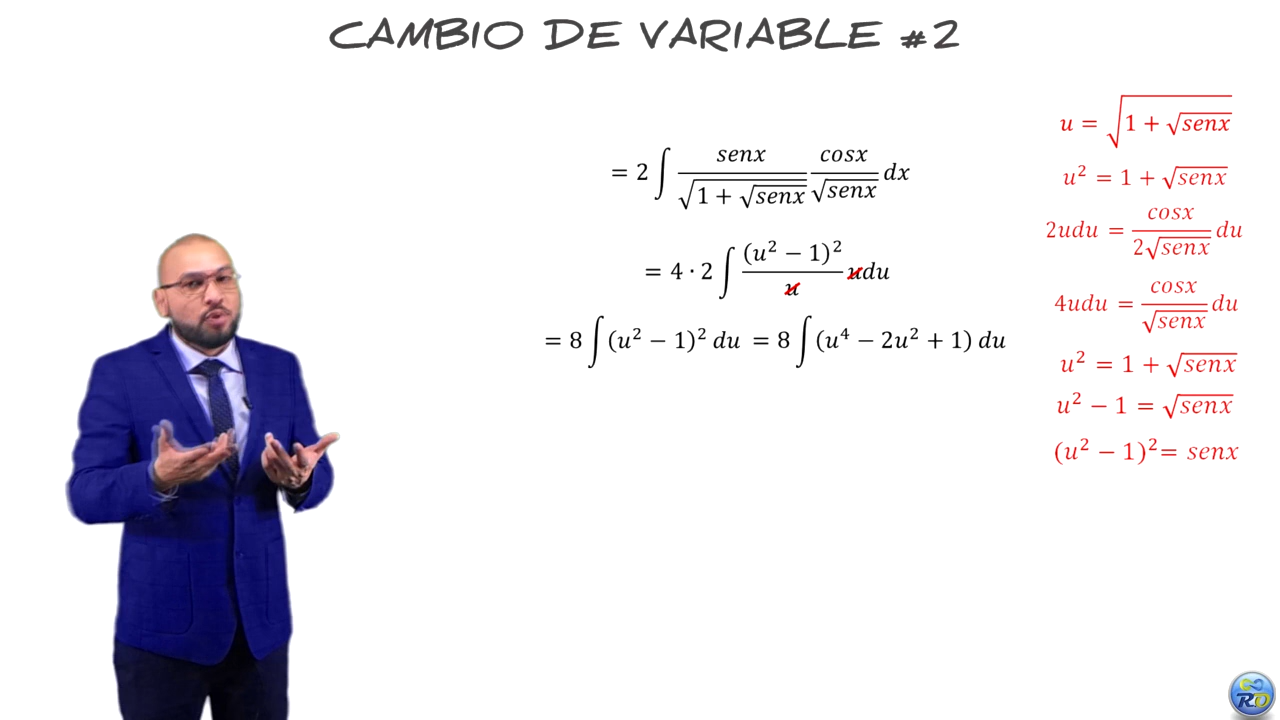 CAMBIO DE VARIABLE #2
= 2 ∫ senx/√(1 + √senx) cosx/√senx dx
= 4 · 2 ∫ (u² − 1)²/u udu
= 8 ∫ (u² − 1)² du = 8 ∫ (u⁴ − 2u² + 1) du
u = √(1 + √senx)
u² = 1 + √senx
2udu = cosx/2√senx du
4udu = cosx/√senx du
u² = 1 + √senx
u² − 1 = √senx
(u² − 1)²= senx
RD